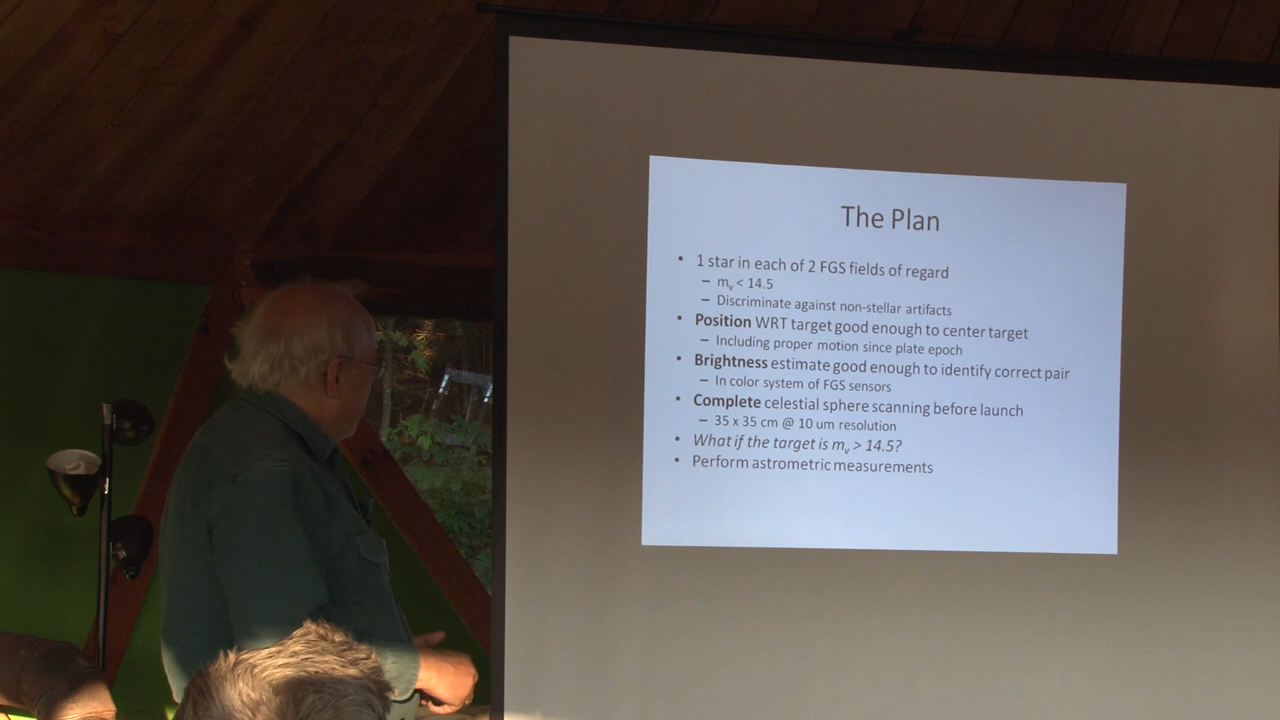 The Plan
• 1 star in each of 2 FGS fields of regard
– mv < 14.5
– Discriminate against non-stellar artifacts
• Position WRT target good enough to center target
– Including proper motion since plate epoch
• Brightness estimate good enough to identify correct pair
– In color system of FGS sensors
• Complete celestial sphere scanning before launch
– 35 x 35 cm @ 10 um resolution
• What if the target is mv > 14.5?
• Perform astrometric measurements